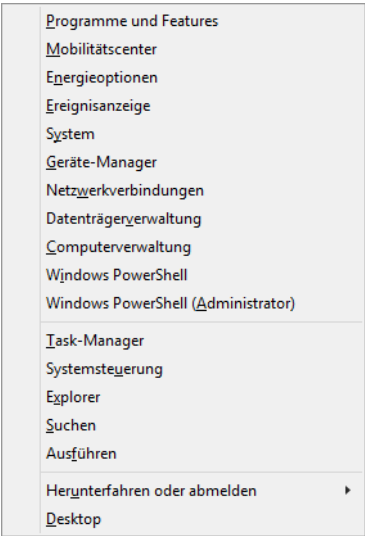 Programme und Features
Mobilitätscenter
Energieoptionen
Ereignisanzeige
System
Geräte-Manager
Netzwerkverbindungen
Datenträgerverwaltung
Computerverwaltung
Windows PowerShell
Windows PowerShell (Administrator)
Task-Manager
Systemsteuerung
Explorer
Suchen
Ausführen
Herunterfahren oder abmelden
Desktop